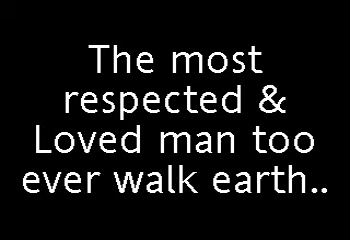 The most
respected &
Loved man too
ever walk earth..